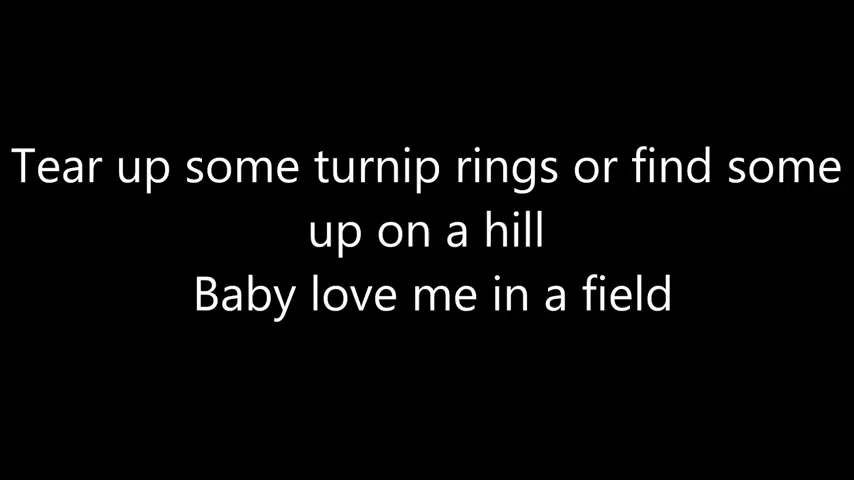 Tear up some turnip rings or find some
up on a hill
Baby love me in a field